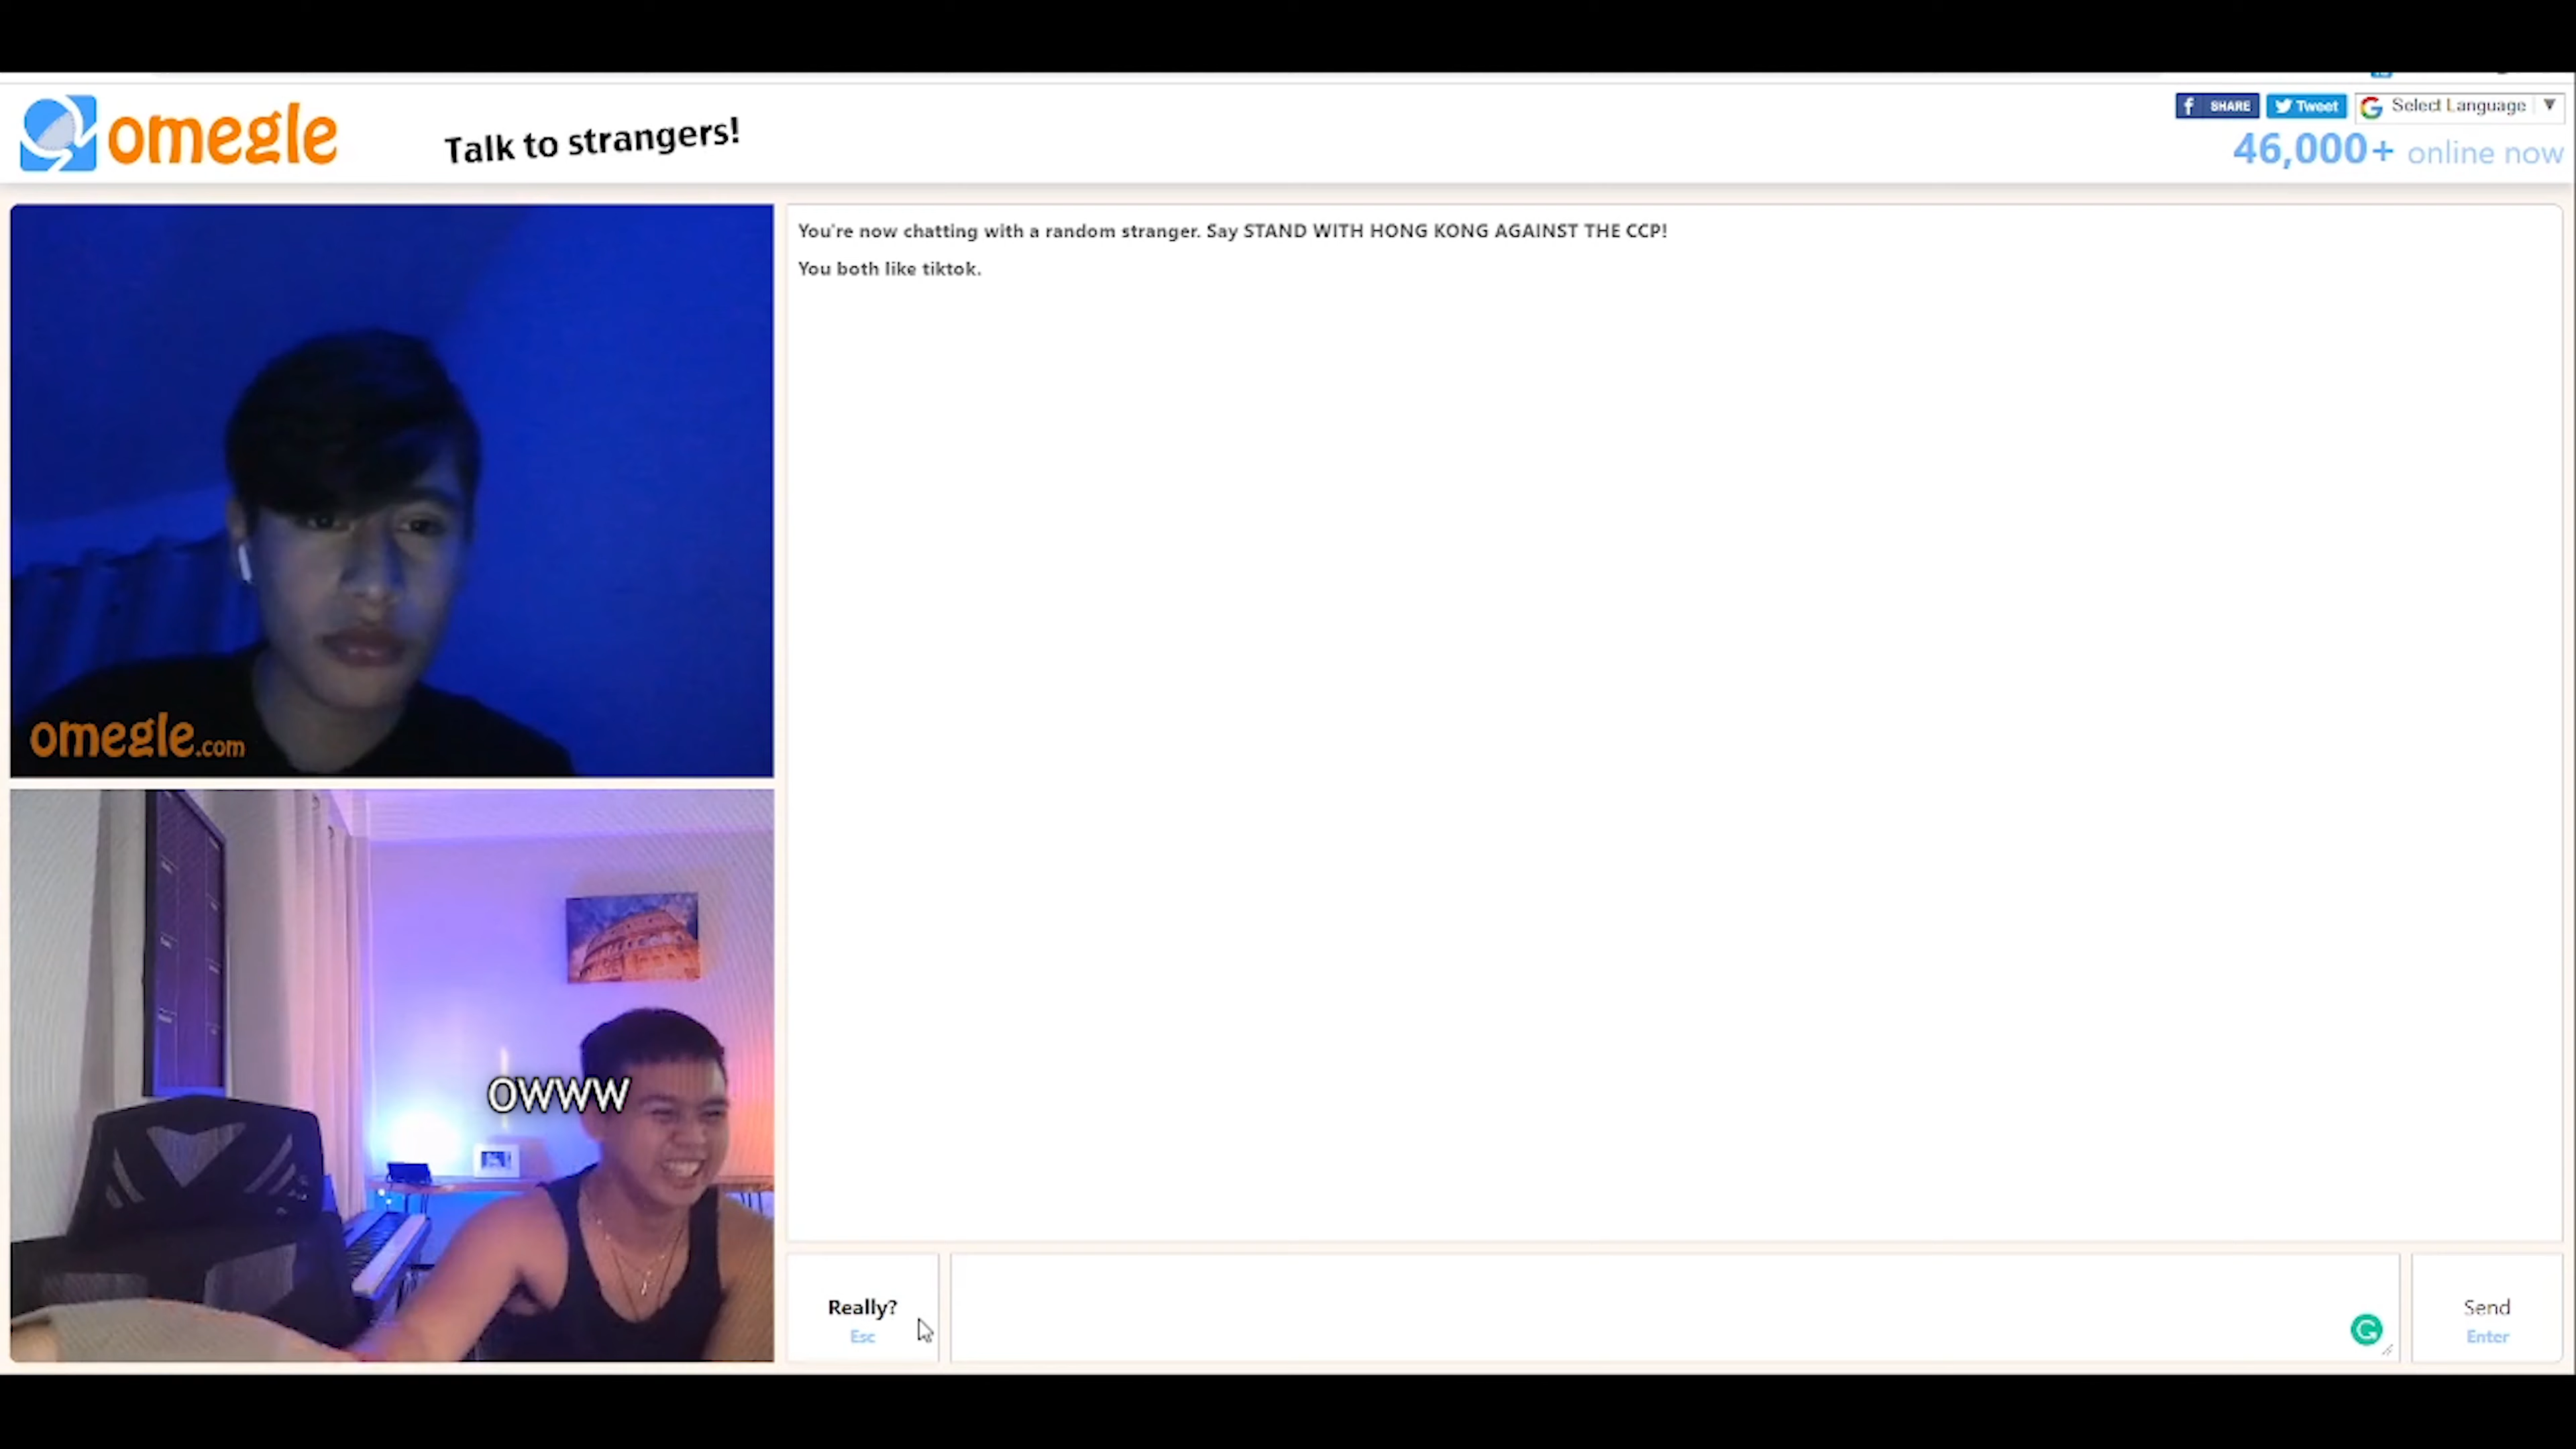 omegle
Talk to strangers!
f SHARE
Tweet
G Select Language ▼
46,000+ online now
You're now chatting with a random stranger. Say STAND WITH HONG KONG AGAINST THE CCP!
You both like tiktok.
omegle.com
OWWW
Really?
Esc
Send
Enter